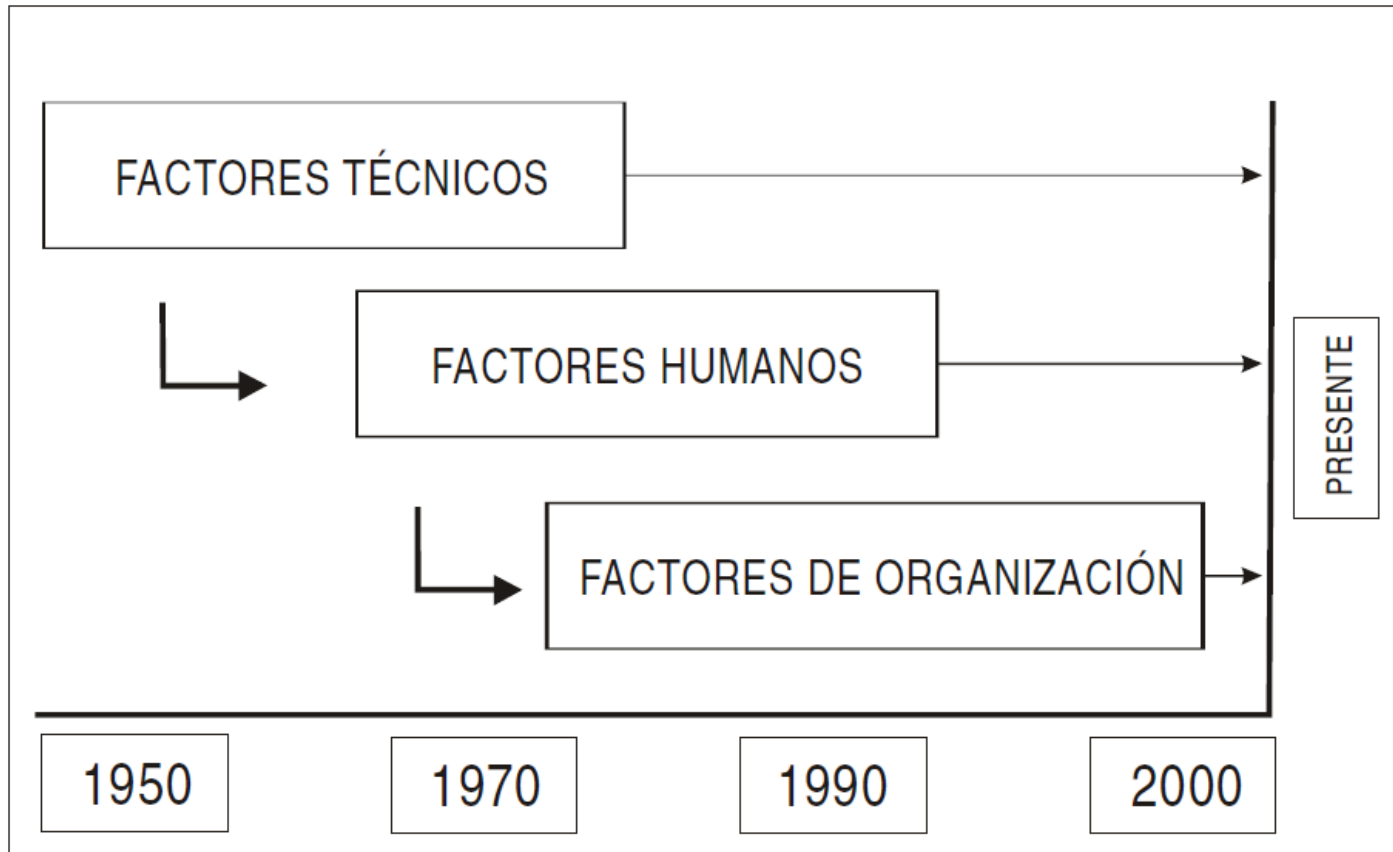 FACTORES TÉCNICOS
FACTORES HUMANOS
PRESENTE
FACTORES DE ORGANIZACIÓN
1950
1970
1990
2000